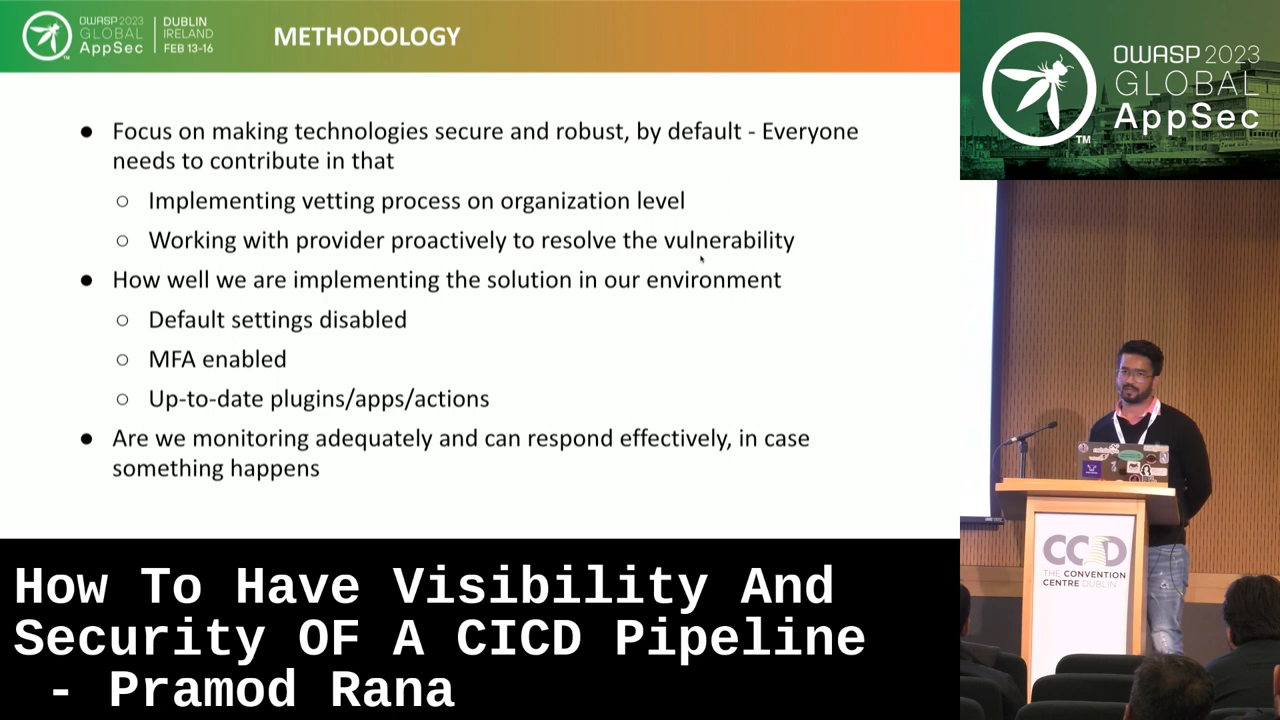 OWASP 2023
GLOBAL
AppSec
TM
DUBLIN
IRELAND
FEB 13-16
METHODOLOGY
● Focus on making technologies secure and robust, by default - Everyone
needs to contribute in that
○ Implementing vetting process on organization level
○ Working with provider proactively to resolve the vulnerability
● How well we are implementing the solution in our environment
○ Default settings disabled
○ MFA enabled
○ Up-to-date plugins/apps/actions
● Are we monitoring adequately and can respond effectively, in case
something happens
OWASP 2023
GLOBAL
AppSec
TM
CCD
THE CONVENTION
CENTRE DUBLIN
How To Have Visibility And
Security OF A CICD Pipeline
- Pramod Rana